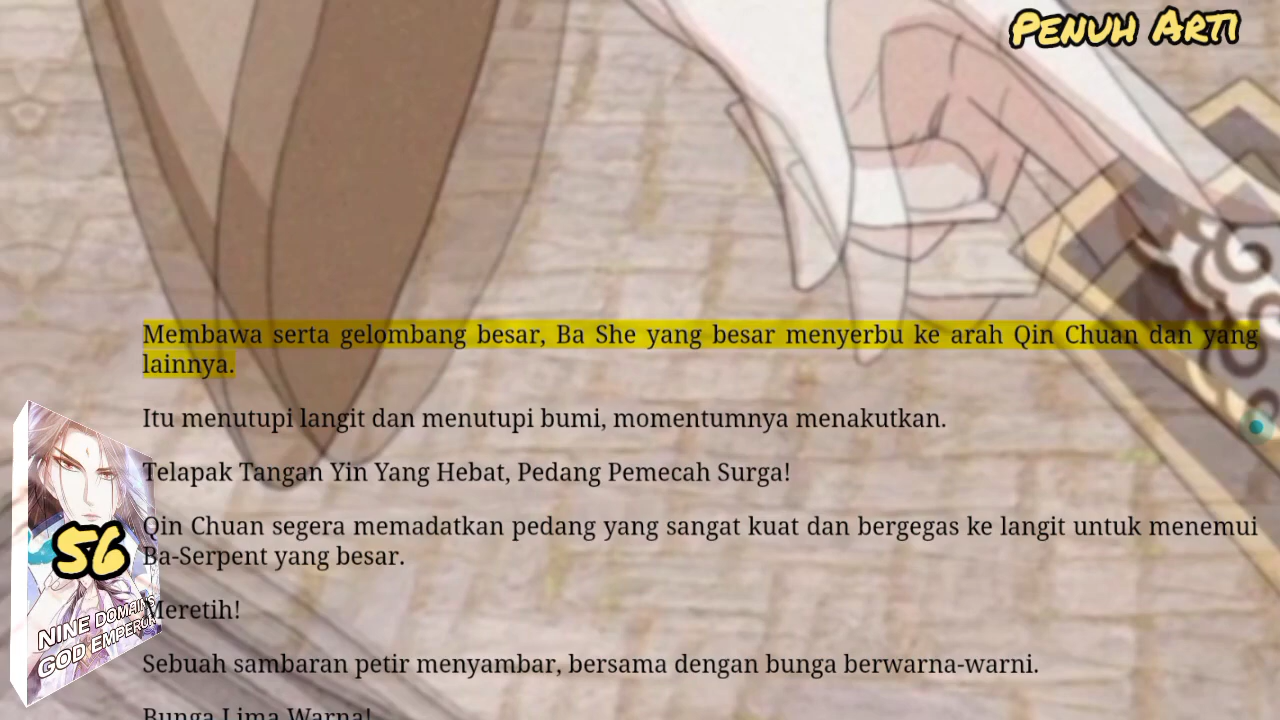 Penuh Arti
Membawa serta gelombang besar, Ba She yang besar menyerbu ke arah Qin Chuan dan yang
lainnya.
Itu menutupi langit dan menutupi bumi, momentumnya menakutkan.
Telapak Tangan Yin Yang Hebat, Pedang Pemecah Surga!
Qin Chuan segera memadatkan pedang yang sangat kuat dan bergegas ke langit untuk menemui
Ba-Serpent yang besar.
56
Meretih!
NINE DOMAINS
GOD EMPEROR
Sebuah sambaran petir menyambar, bersama dengan bunga berwarna-warni.
Bunga Lima Warna!